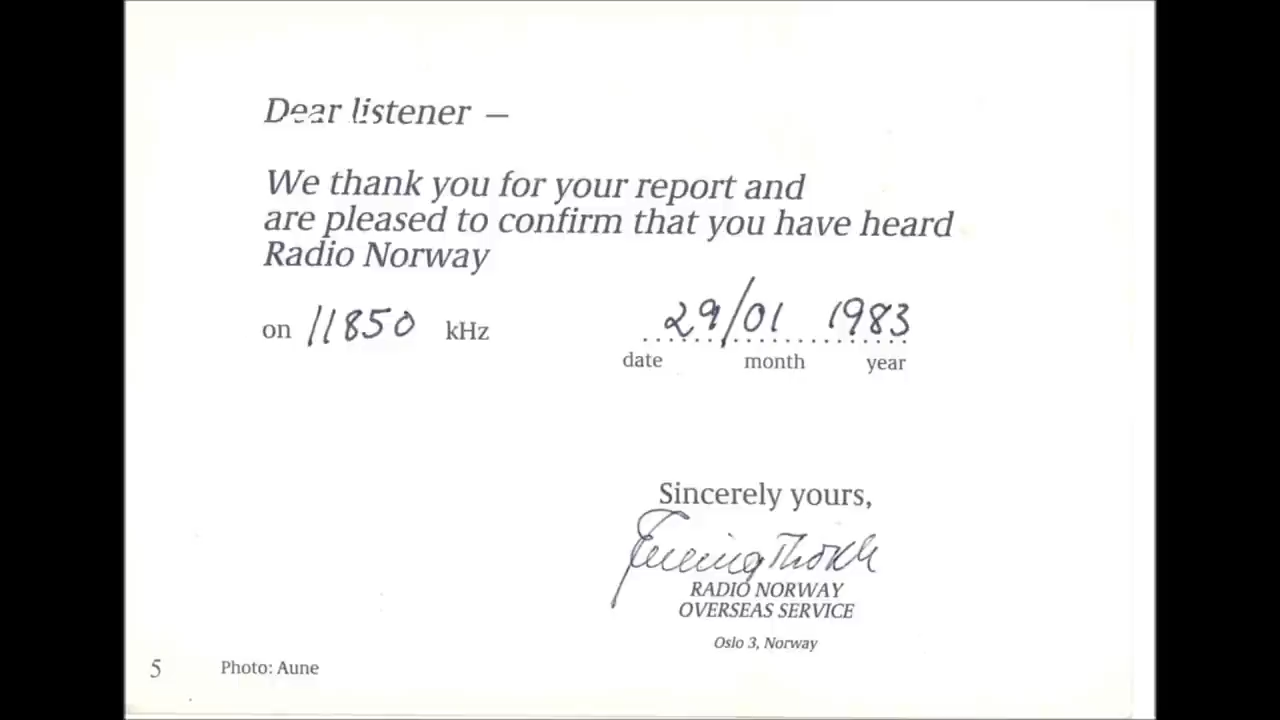 Dear listener —
We thank you for your report and
are pleased to confirm that you have heard
Radio Norway
on 11850 kHz 29/01 1983
date month year
Sincerely yours,
RADIO NORWAY
OVERSEAS SERVICE
Oslo 3, Norway
5 Photo: Aune